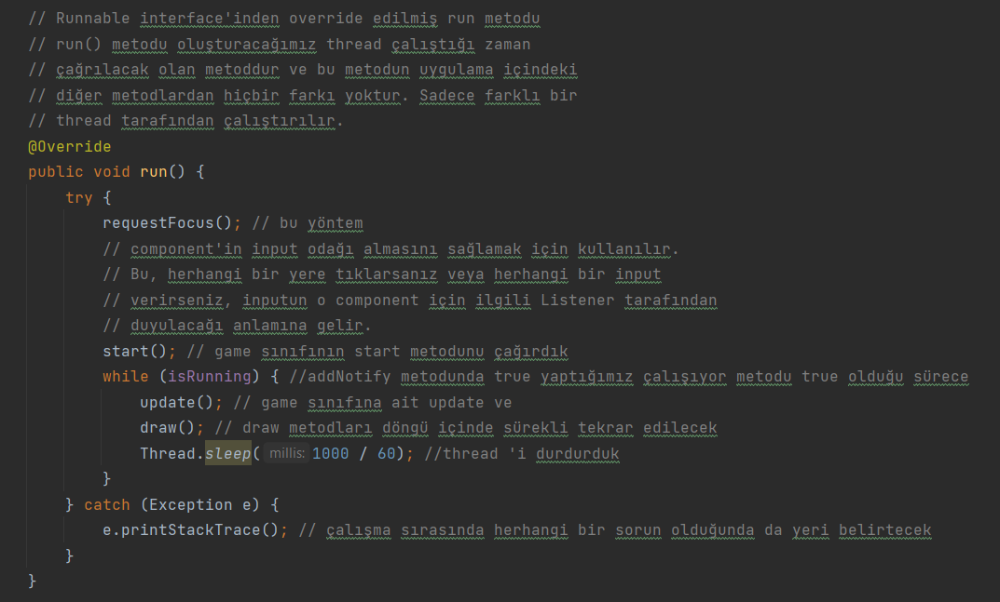 // Runnable interface'inden override edilmiş run metodu
// run() metodu oluşturacağımız thread çalıştığı zaman
// çağrılacak olan metoddur ve bu metodun uygulama içindeki
// diğer metodlardan hiçbir farkı yoktur. Sadece farklı bir
// thread tarafından çalıştırılır.
@Override
public void run() {
try {
requestFocus(); // bu yöntem
// component'in input odağı almasını sağlamak için kullanılır.
// Bu, herhangi bir yere tıklarsanız veya herhangi bir input
// verirseniz, inputun o component için ilgili Listener tarafından
// duyulacağı anlamına gelir.
start(); // game sınıfının start metodunu çağırdık
while (isRunning) { //addNotify metodunda true yaptığımız çalışıyor metodu true olduğu sürece
update(); // game sınıfına ait update ve
draw(); // draw metodları döngü içinde sürekli tekrar edilecek
Thread.sleep( millis: 1000 / 60); //thread 'i durdurduk
}
} catch (Exception e) {
e.printStackTrace(); // çalışma sırasında herhangi bir sorun olduğunda da yeri belirtecek
}
}